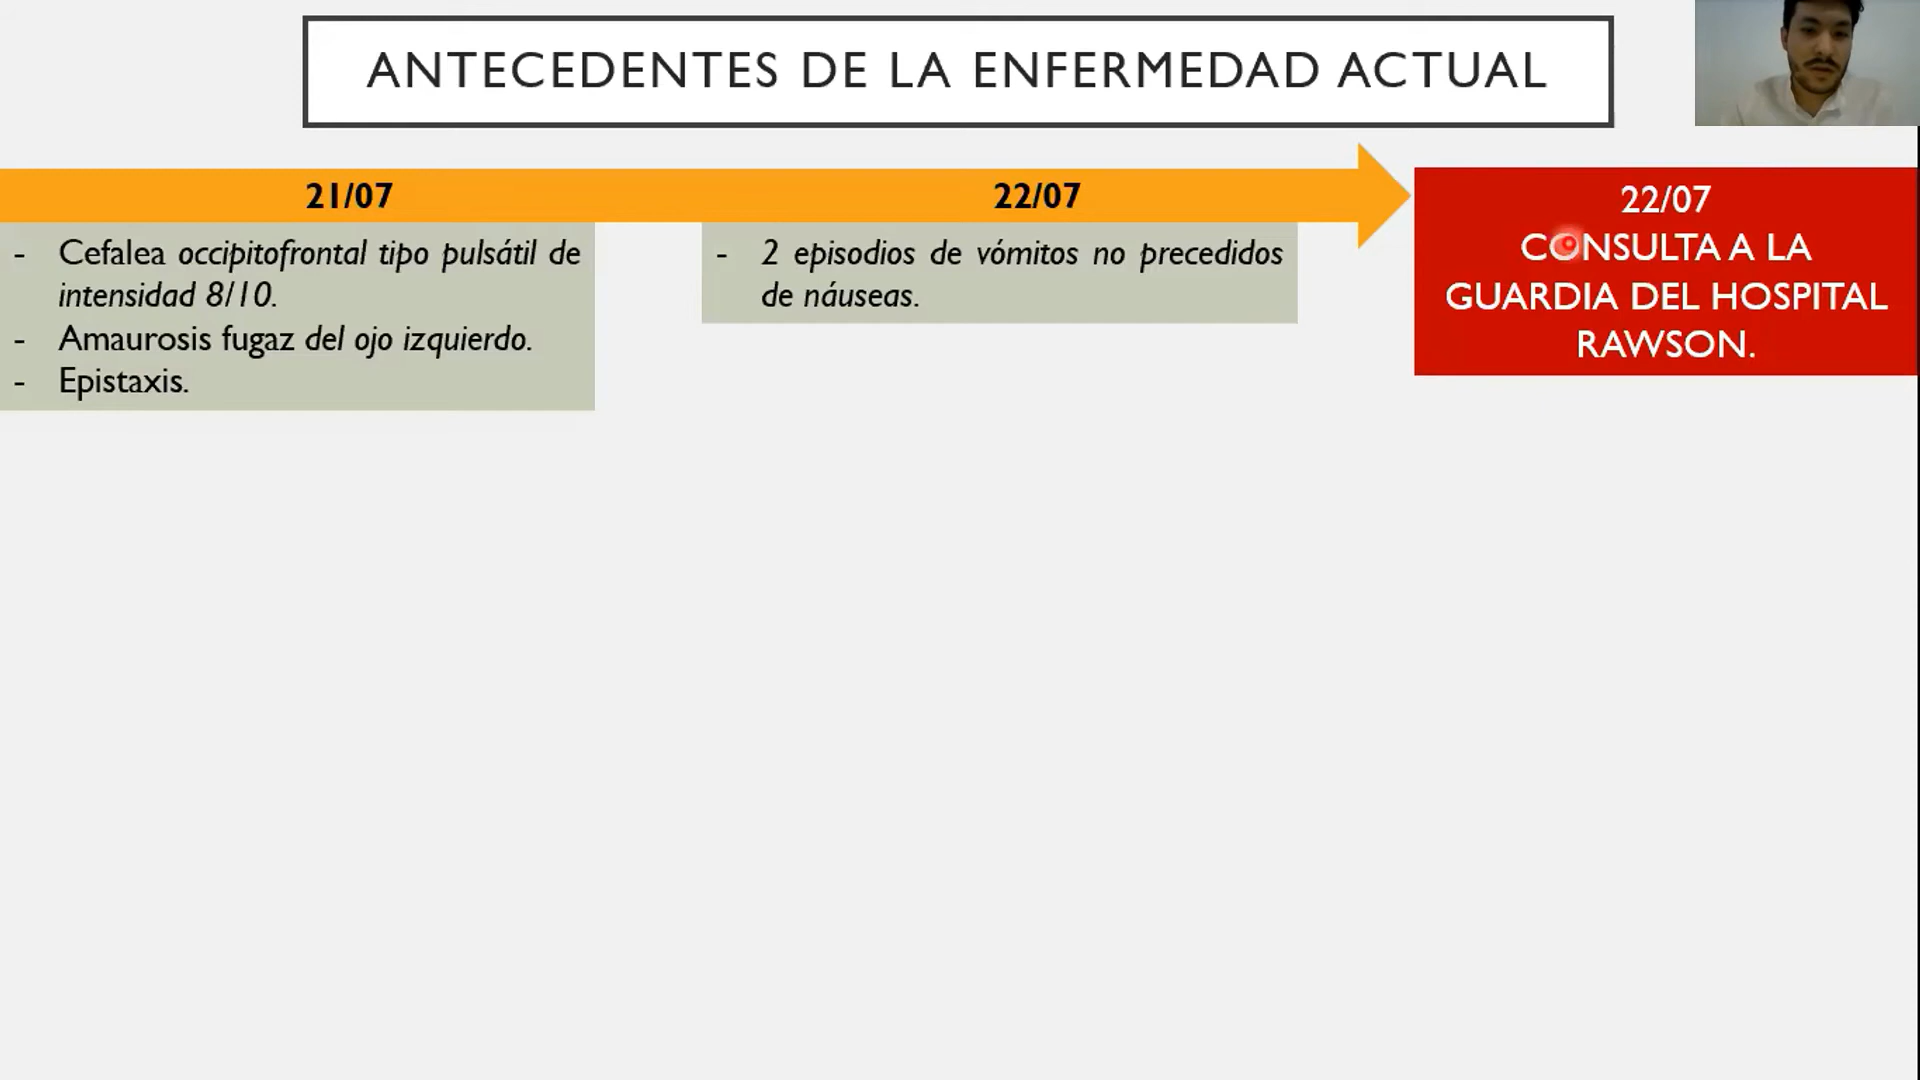 ANTECEDENTES DE LA ENFERMEDAD ACTUAL
21/07
- Cefalea occipitofrontal tipo pulsátil de
intensidad 8/10.
- Amaurosis fugaz del ojo izquierdo.
- Epistaxis.
22/07
- 2 episodios de vómitos no precedidos
de náuseas.
22/07
CONSULTA A LA
GUARDIA DEL HOSPITAL
RAWSON.